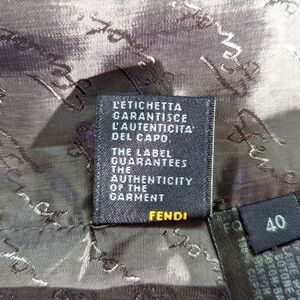 L'ETICHETTA
GARANTISCE
L'AUTENTICITA'
DEL CAPO
THE LABEL
GUARANTEES
THE
AUTHENTICITY
OF THE
GARMENT
FENDI
40